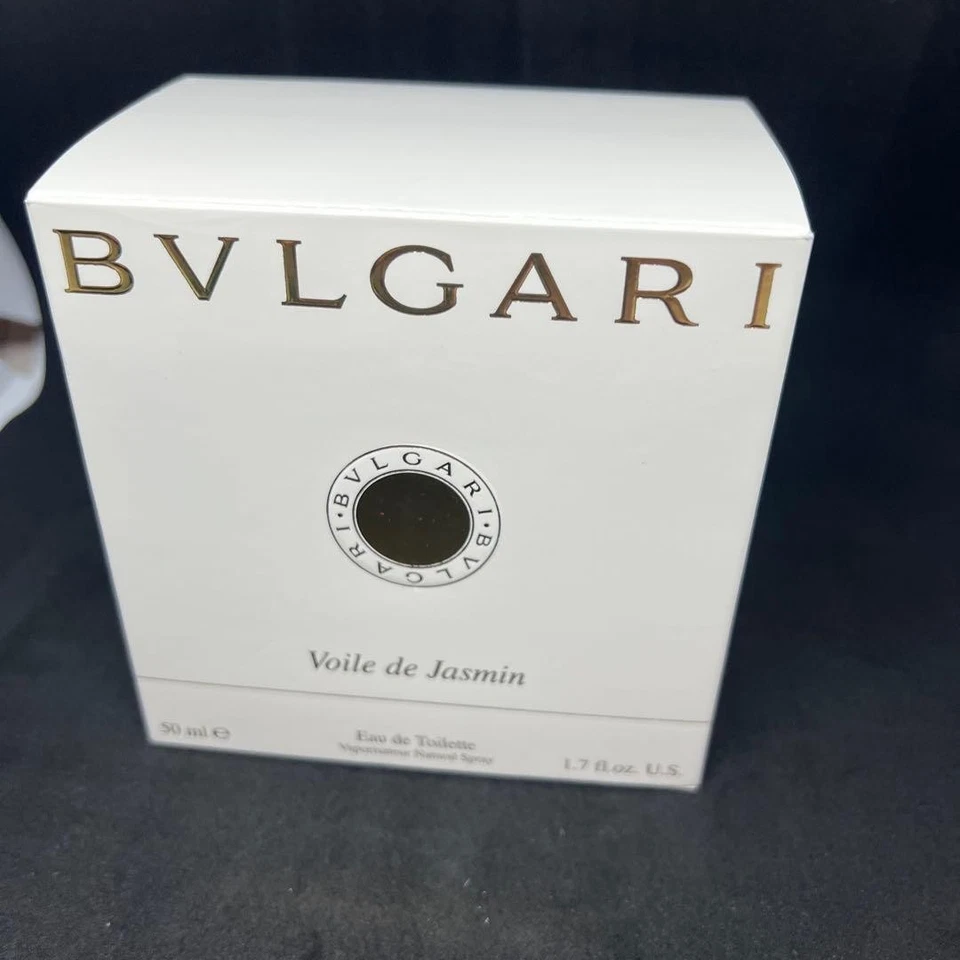 BVLGARI
BVLGARI · BVLGARI ·
Voile de Jasmin
50 ml ℮
Eau de Toilette
Vaporisateur Natural Spray
1.7 fl.oz. U.S.